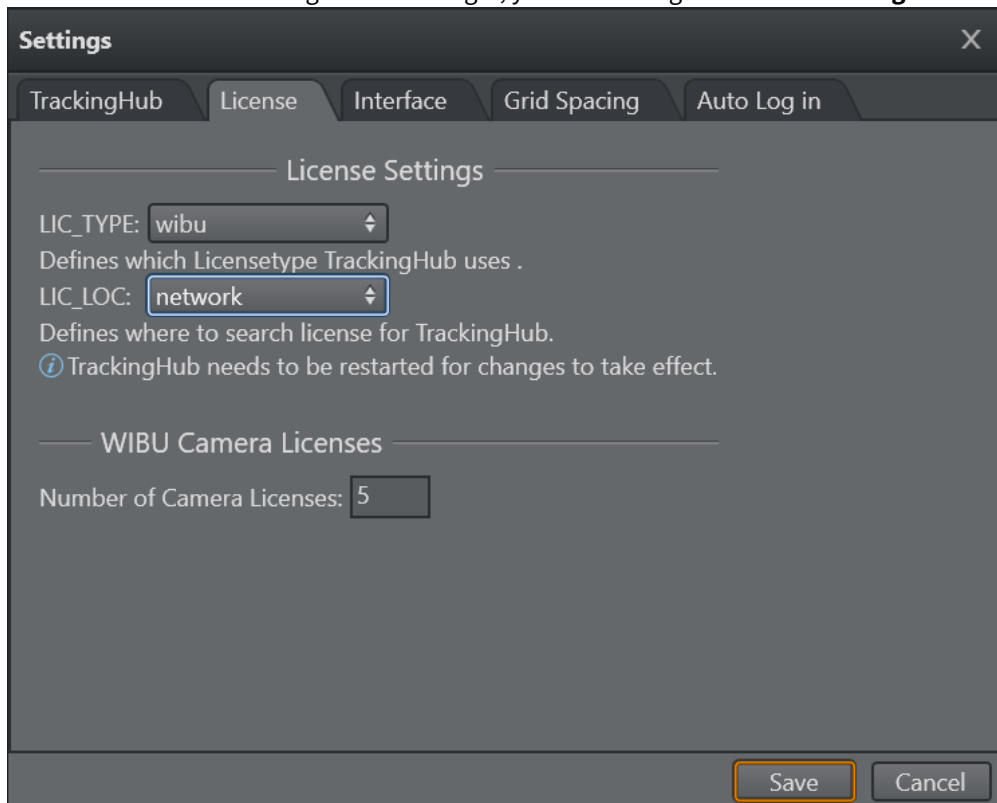 Settings X
TrackingHub License Interface Grid Spacing Auto Log in
License Settings
LIC_TYPE: wibu
Defines which Licensetype TrackingHub uses .
LIC_LOC: network
Defines where to search license for TrackingHub.
i TrackingHub needs to be restarted for changes to take effect.
WIBU Camera Licenses
Number of Camera Licenses: 5
Save Cancel